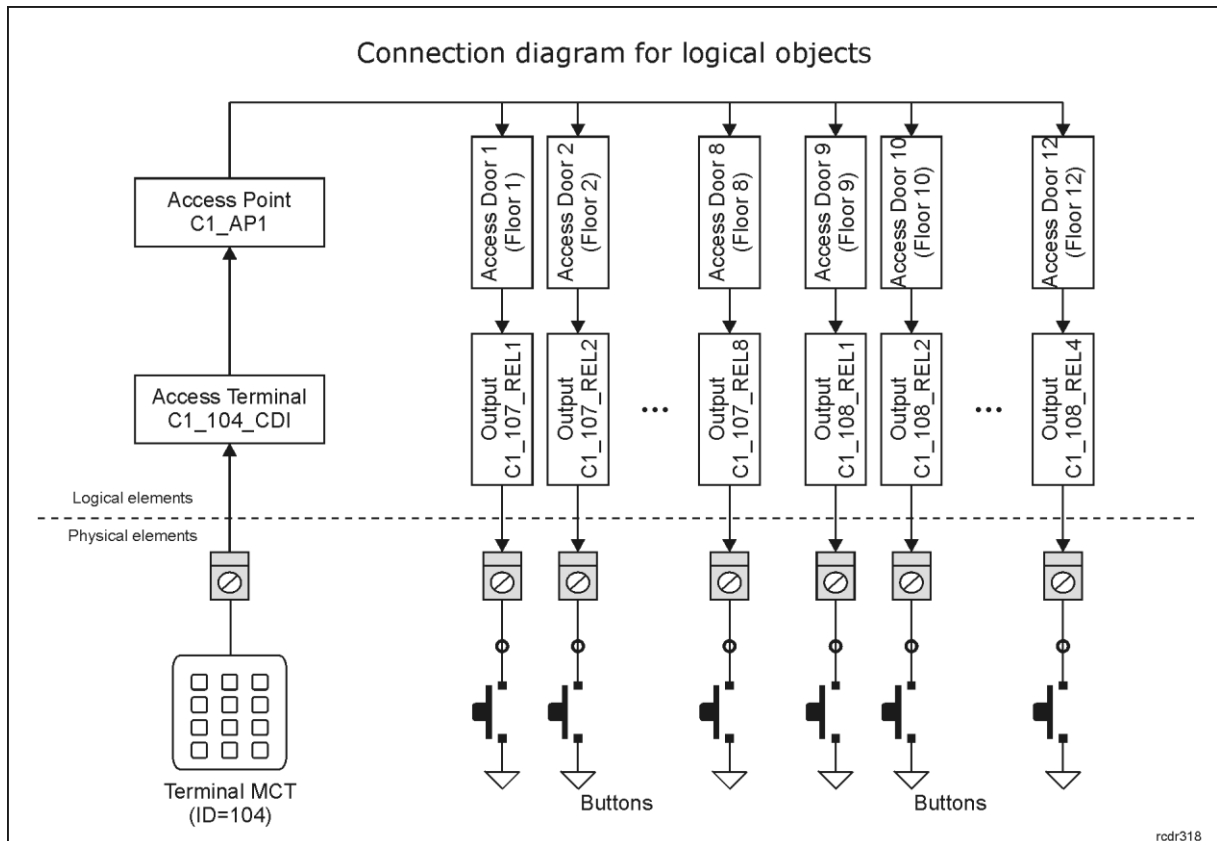 Connection diagram for logical objects
Access Point
C1_AP1
Access Terminal
C1_104_CDI
Access Door 1
(Floor 1)
Access Door 2
(Floor 2)
Access Door 8
(Floor 8)
Access Door 9
(Floor 9)
Access Door 10
(Floor 10)
Access Door 12
(Floor 12)
Output
C1_107_REL1
Output
C1_107_REL2
...
Output
C1_107_REL8
Output
C1_108_REL1
Output
C1_108_REL2
...
Output
C1_108_REL4
Logical elements
Physical elements
Terminal MCT
(ID=104)
Buttons
Buttons
rcdr318